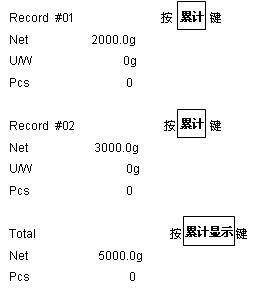 Record #01 按 累计 键
Net 2000.0g
U/W 0g
Pcs 0
Record #02 按 累计 键
Net 3000.0g
U/W 0g
Pcs 0
Total 按 累计显示 键
Net 5000.0g
Pcs 0